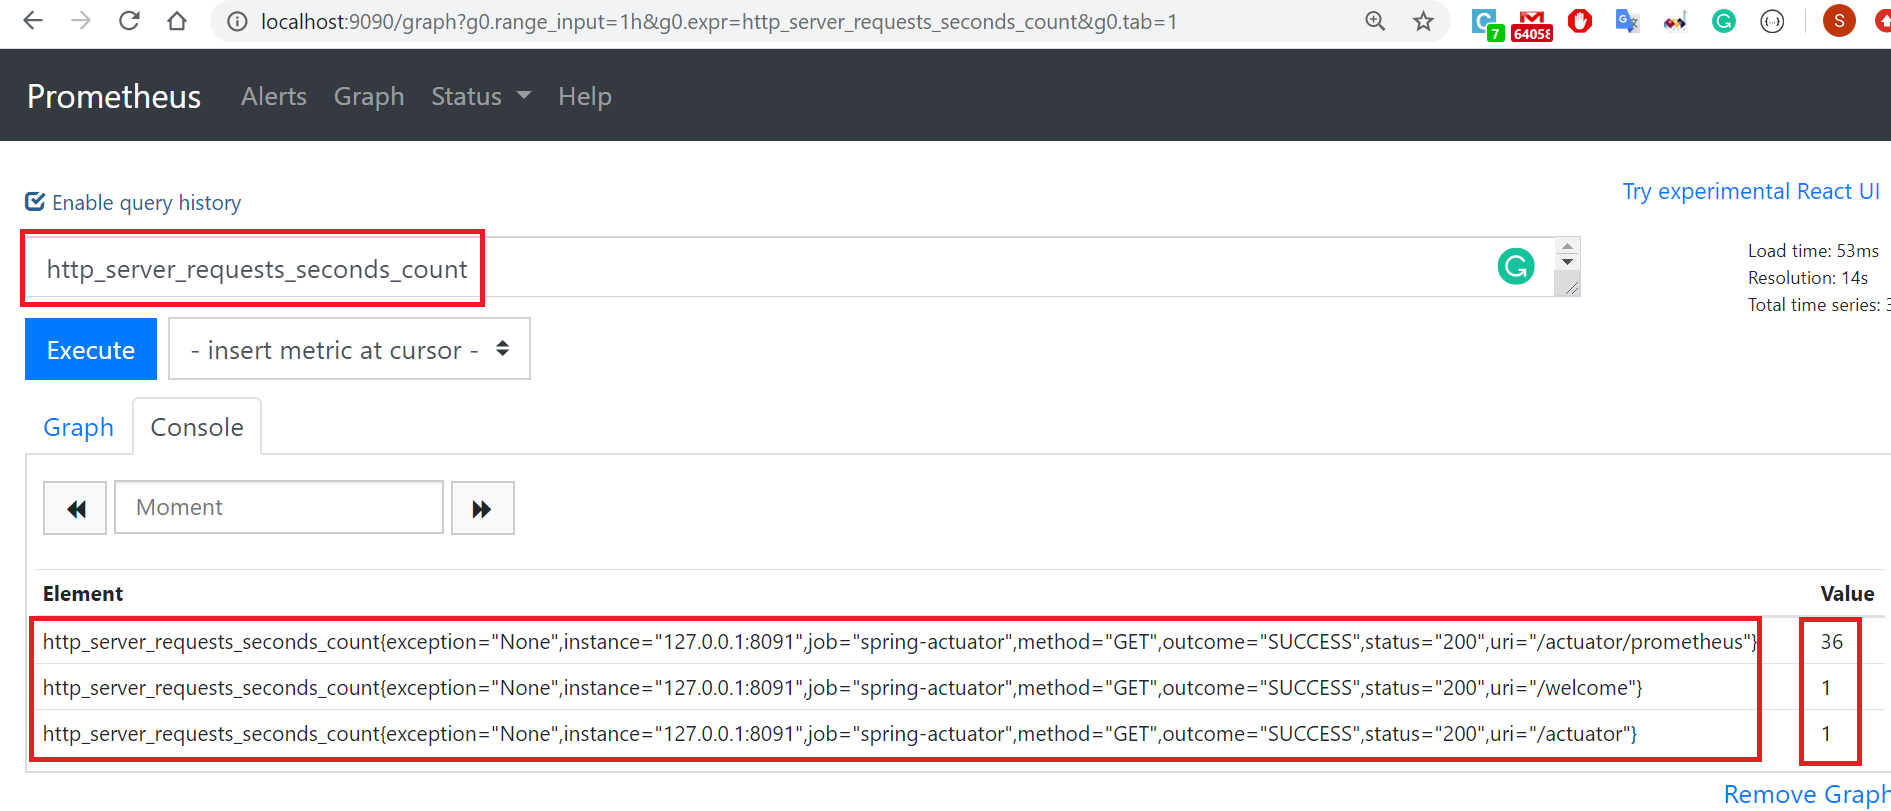 localhost:9090/graph?g0.range_input=1h&g0.expr=http_server_requests_seconds_count&g0.tab=1
7
64058
S
Prometheus Alerts Graph Status Help
Enable query history
Try experimental React UI
http_server_requests_seconds_count
Load time: 53ms
Resolution: 14s
Total time series: 3
Execute
- insert metric at cursor -
Graph Console
Moment
Element Value
http_server_requests_seconds_count{exception="None",instance="127.0.0.1:8091",job="spring-actuator",method="GET",outcome="SUCCESS",status="200",uri="/actuator/prometheus"} 36
http_server_requests_seconds_count{exception="None",instance="127.0.0.1:8091",job="spring-actuator",method="GET",outcome="SUCCESS",status="200",uri="/welcome"} 1
http_server_requests_seconds_count{exception="None",instance="127.0.0.1:8091",job="spring-actuator",method="GET",outcome="SUCCESS",status="200",uri="/actuator"} 1
Remove Graph